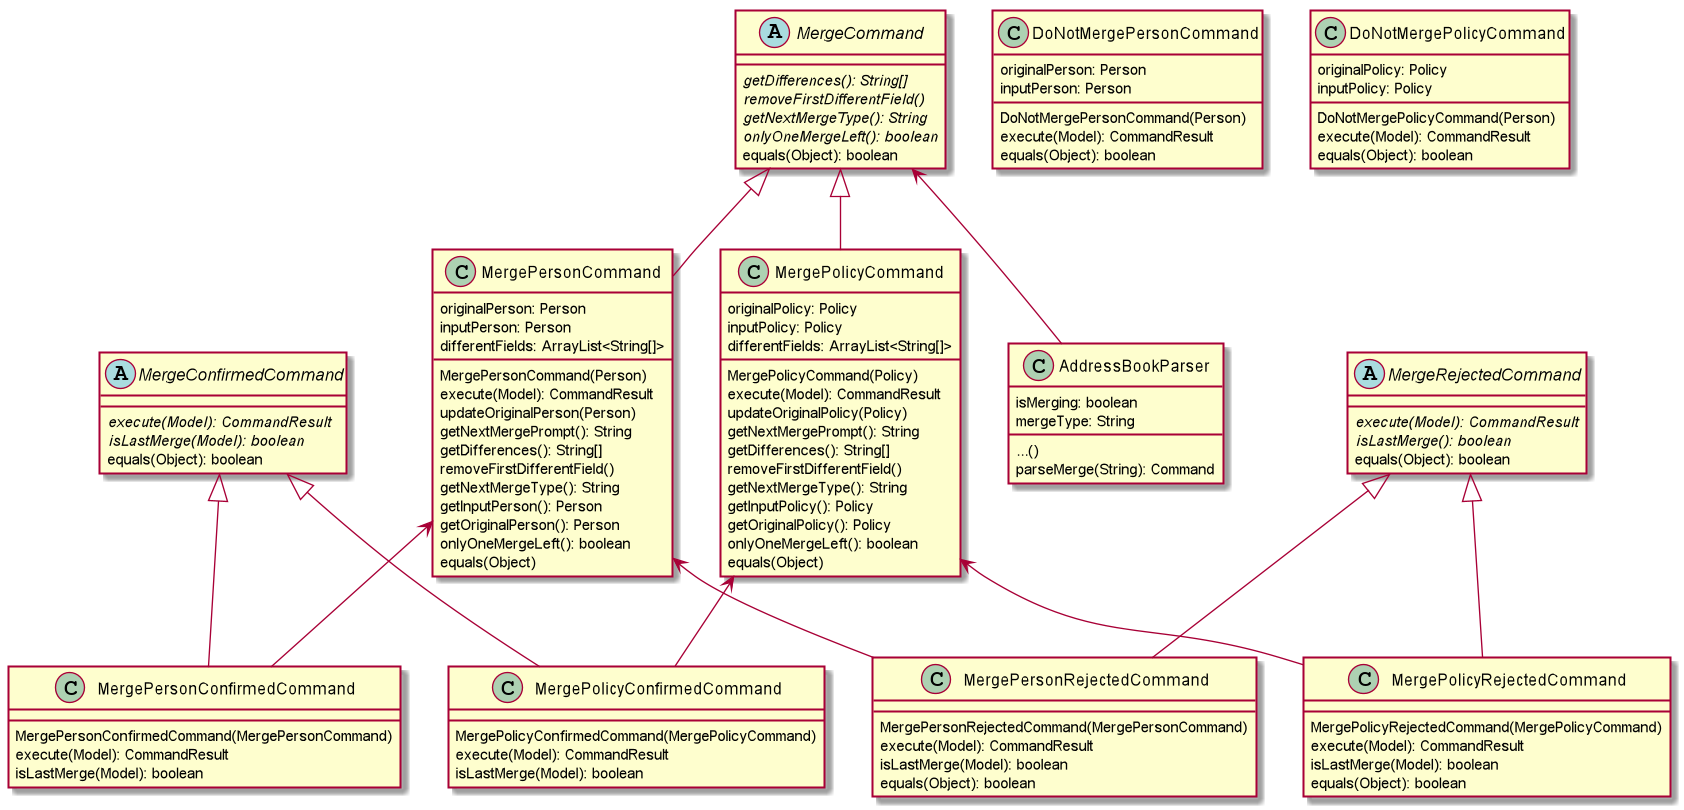 A MergeCommand
getDifferences(): String[]
removeFirstDifferentField()
getNextMergeType(): String
onlyOneMergeLeft(): boolean
equals(Object): boolean
C DoNotMergePersonCommand
originalPerson: Person
inputPerson: Person
DoNotMergePersonCommand(Person)
execute(Model): CommandResult
equals(Object): boolean
C DoNotMergePolicyCommand
originalPolicy: Policy
inputPolicy: Policy
DoNotMergePolicyCommand(Person)
execute(Model): CommandResult
equals(Object): boolean
C MergePersonCommand
originalPerson: Person
inputPerson: Person
differentFields: ArrayList<String[]>
MergePersonCommand(Person)
execute(Model): CommandResult
updateOriginalPerson(Person)
getNextMergePrompt(): String
getDifferences(): String[]
removeFirstDifferentField()
getNextMergeType(): String
getInputPerson(): Person
getOriginalPerson(): Person
onlyOneMergeLeft(): boolean
equals(Object)
C MergePolicyCommand
originalPolicy: Policy
inputPolicy: Policy
differentFields: ArrayList<String[]>
MergePolicyCommand(Policy)
execute(Model): CommandResult
updateOriginalPolicy(Policy)
getNextMergePrompt(): String
getDifferences(): String[]
removeFirstDifferentField()
getNextMergeType(): String
getInputPolicy(): Policy
getOriginalPolicy(): Policy
onlyOneMergeLeft(): boolean
equals(Object)
C AddressBookParser
isMerging: boolean
mergeType: String
...()
parseMerge(String): Command
A MergeConfirmedCommand
execute(Model): CommandResult
isLastMerge(Model): boolean
equals(Object): boolean
A MergeRejectedCommand
execute(Model): CommandResult
isLastMerge(): boolean
equals(Object): boolean
C MergePersonConfirmedCommand
MergePersonConfirmedCommand(MergePersonCommand)
execute(Model): CommandResult
isLastMerge(Model): boolean
C MergePolicyConfirmedCommand
MergePolicyConfirmedCommand(MergePolicyCommand)
execute(Model): CommandResult
isLastMerge(Model): boolean
C MergePersonRejectedCommand
MergePersonRejectedCommand(MergePersonCommand)
execute(Model): CommandResult
isLastMerge(Model): boolean
equals(Object): boolean
C MergePolicyRejectedCommand
MergePolicyRejectedCommand(MergePolicyCommand)
execute(Model): CommandResult
isLastMerge(Model): boolean
equals(Object): boolean